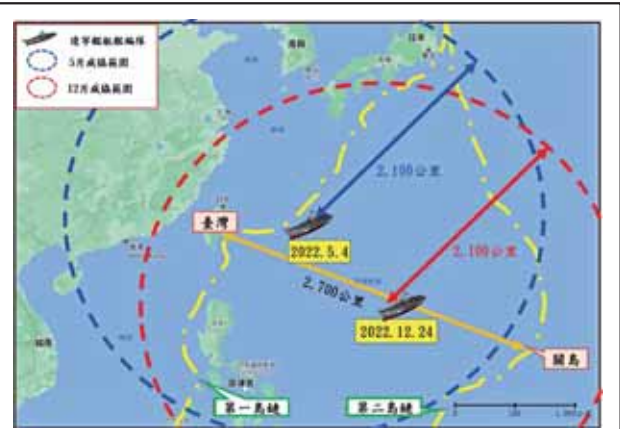 遼寧艦航艦編隊
5月威脅範圍
12月威脅範圍
2,100公里
臺灣
2022.5.4
2,100公里
2,700公里
2022.12.24
關島
第一島鏈
第二島鏈